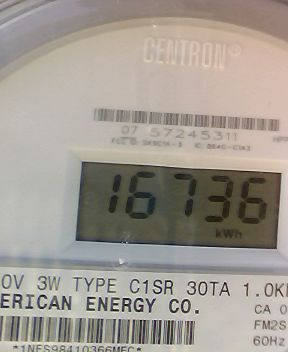 CENTRON®
07 57245311
16736
kWh
0V 3W TYPE C1SR 30TA 1.0K
ERICAN ENERGY CO.
CA 0
FM2S
60Hz
*1NES98410366MEC*